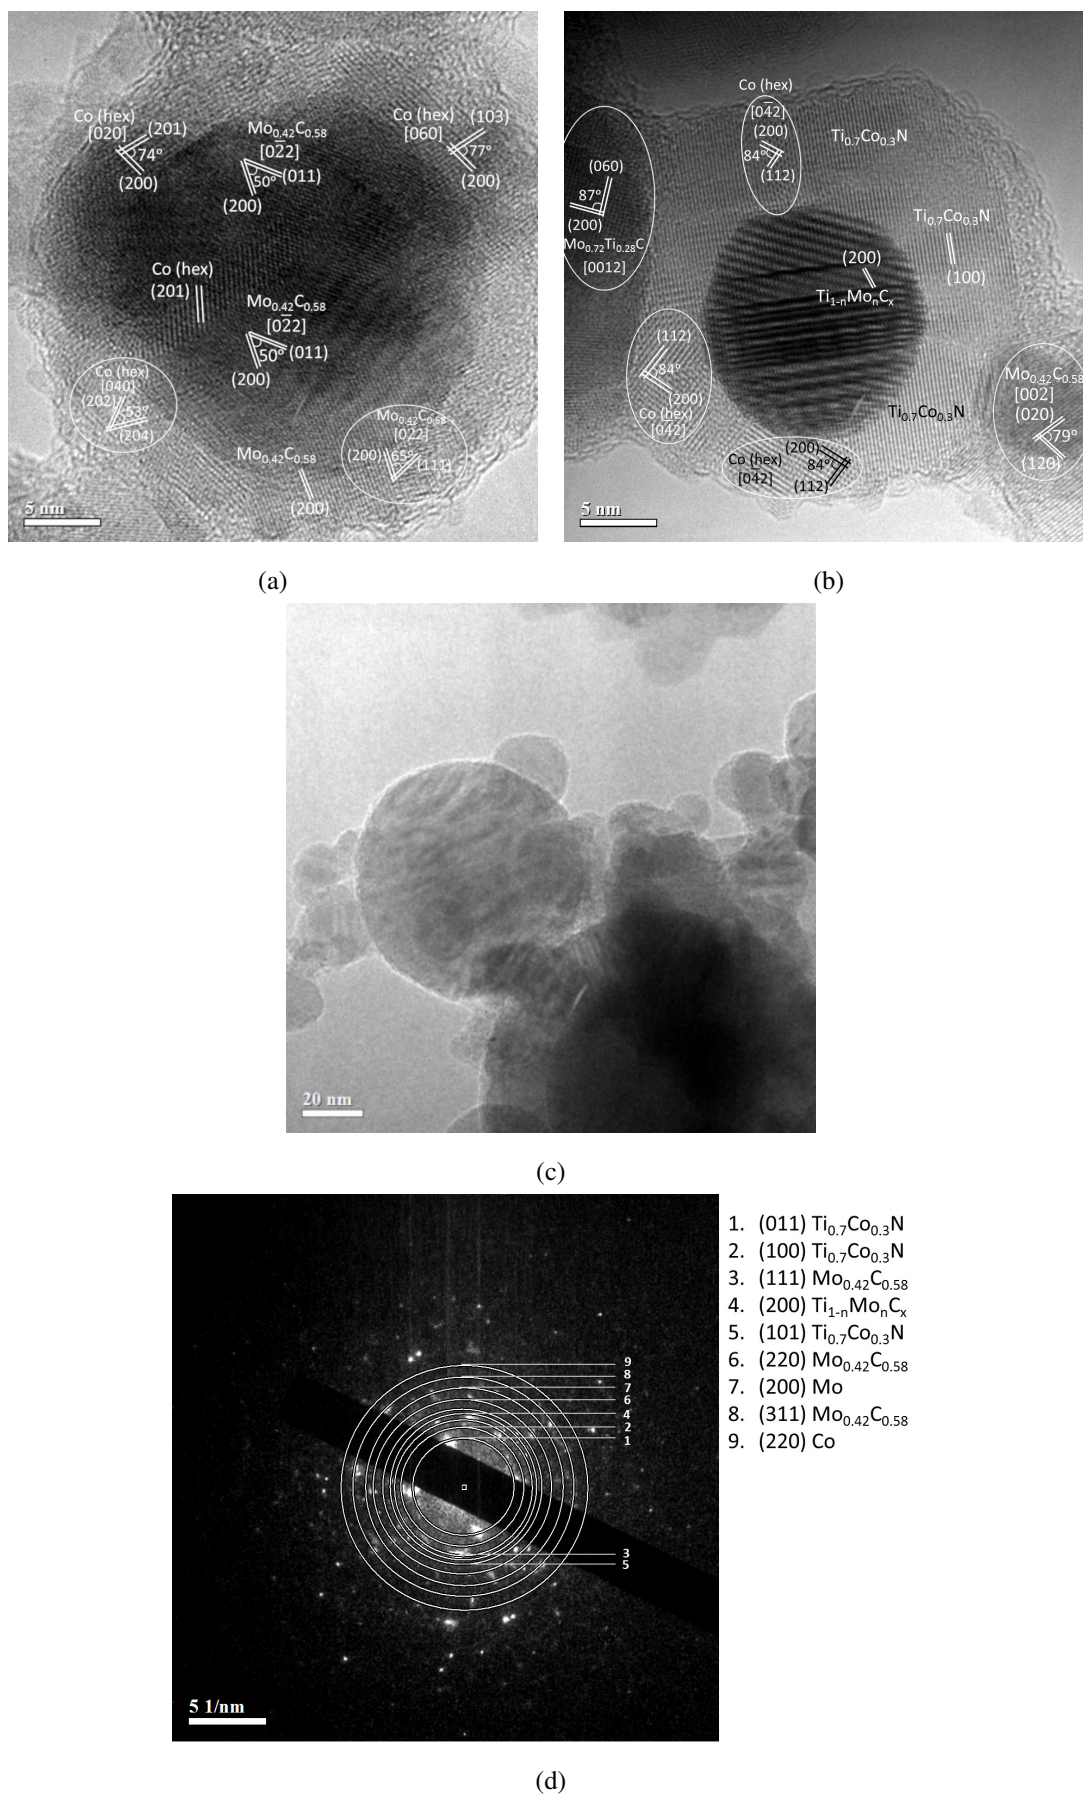 Co (hex)
[020]
(201)
74°
(200)
Mo0.42C0.58
[02̅2]
50°
(011)
(200)
Co (hex)
[060]
(103)
77°
(200)
Co (hex)
(201)
Mo0.42C0.58
[02̅2]
50°
(011)
(200)
Co (hex)
[040]
(202)
53°
(204)
Mo0.42C0.58
(200)
Mo0.42C0.58
[022]
(200)
65°
(111)
5 nm
(a)
Co (hex)
[04̅2]
(200)
84°
(112)
Ti0.7Co0.3N
(060)
87°
(200)
Mo0.72Ti0.28C
[0012]
Ti0.7Co0.3N
(100)
(200)
Ti1-nMonCx
(112)
84°
(200)
Co (hex)
[042]
Ti0.7Co0.3N
Mo0.42C0.58
[002]
(020)
79°
(120)
Co (hex)
[042]
(200)
84°
(112)
5 nm
(b)
20 nm
(c)
9
8
7
6
4
2
1
3
5
5 1/nm
1. (011) Ti0.7Co0.3N
2. (100) Ti0.7Co0.3N
3. (111) Mo0.42C0.58
4. (200) Ti1-nMonCx
5. (101) Ti0.7Co0.3N
6. (220) Mo0.42C0.58
7. (200) Mo
8. (311) Mo0.42C0.58
9. (220) Co
(d)